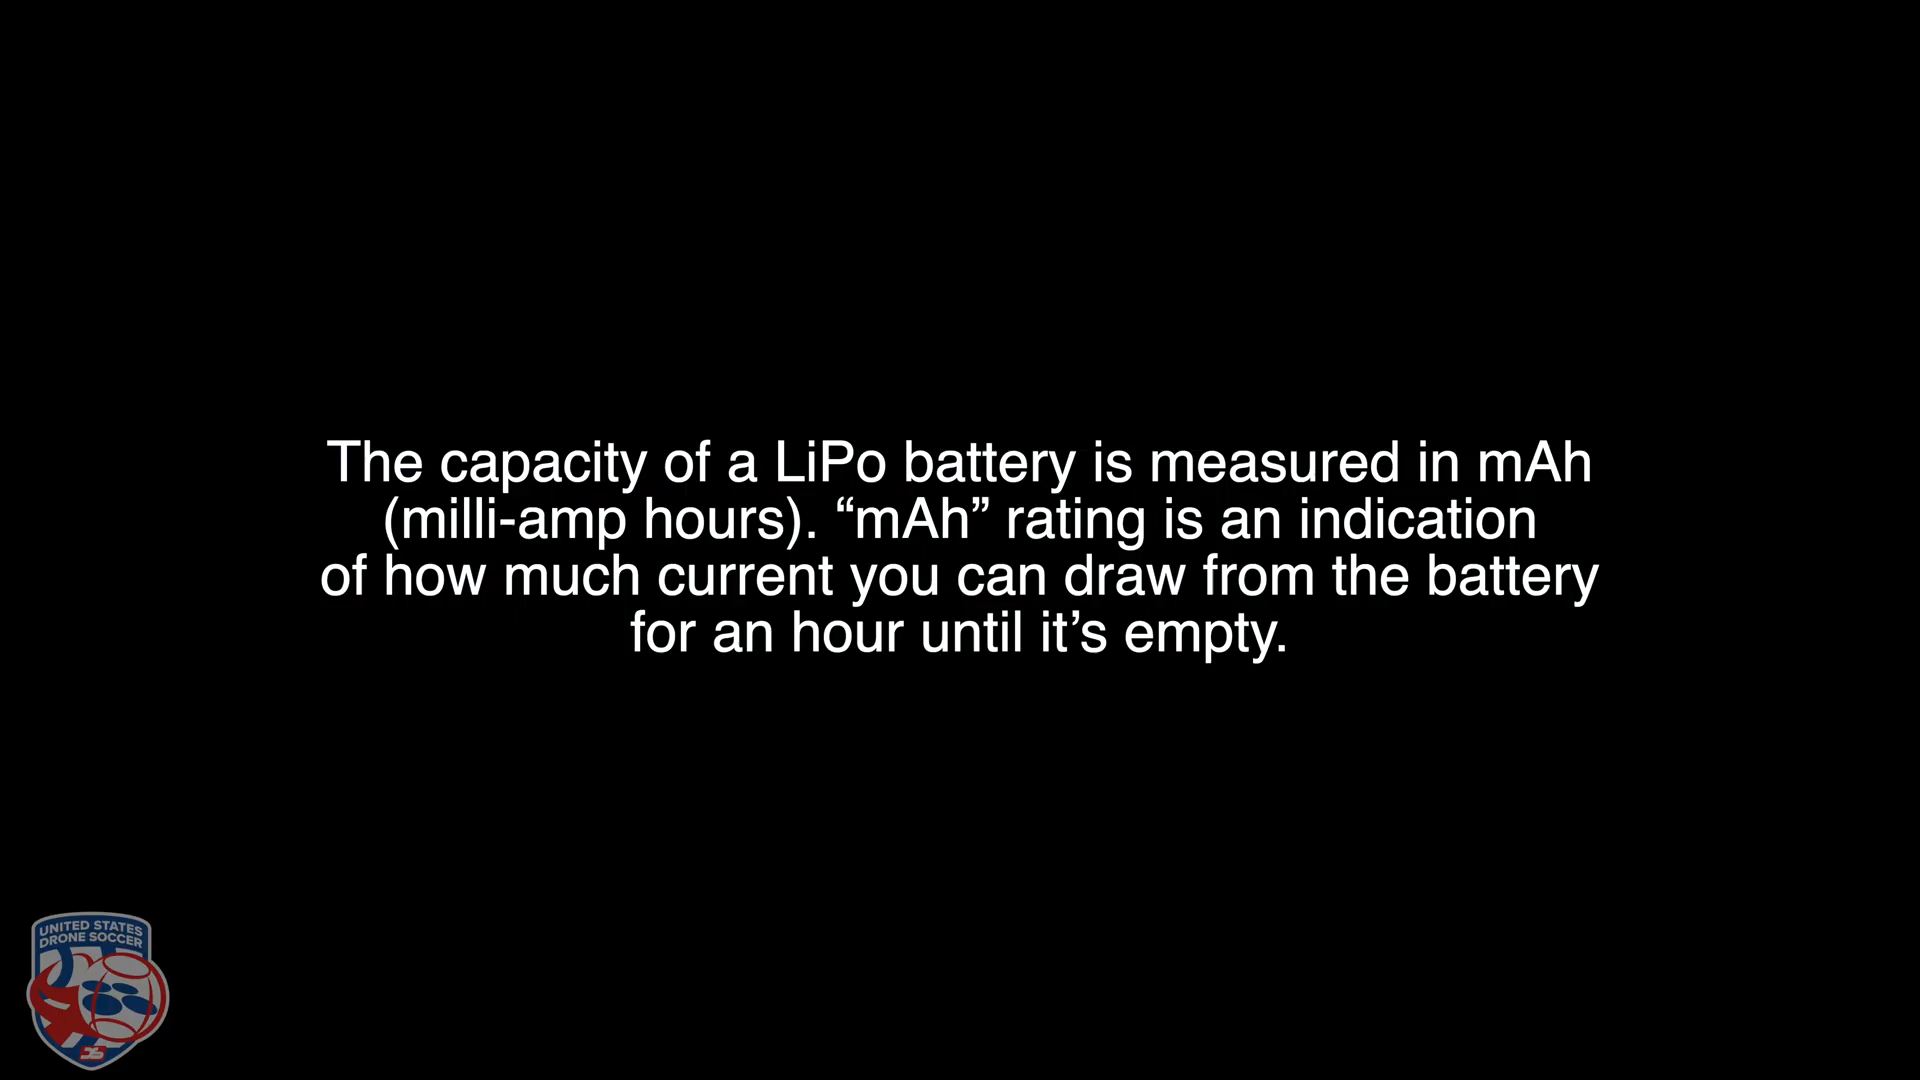 The capacity of a LiPo battery is measured in mAh
(milli-amp hours). “mAh” rating is an indication
of how much current you can draw from the battery
for an hour until it’s empty.
UNITED STATES
DRONE SOCCER
DS